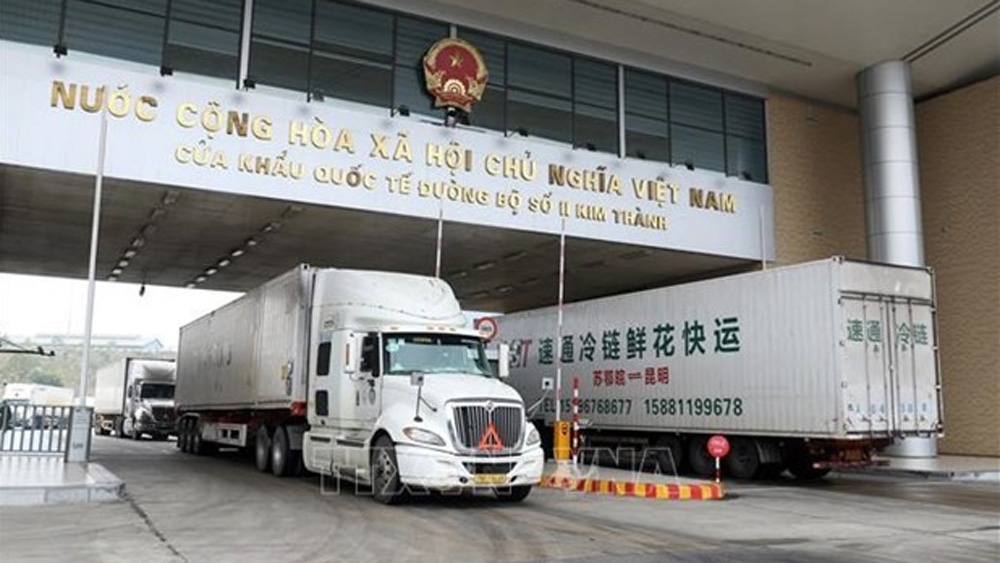 NƯỚC CỘNG HÒA XÃ HỘI CHỦ NGHĨA VIỆT NAM
CỬA KHẨU QUỐC TẾ ĐƯỜNG BỘ SỐ II KIM THÀNH
速通冷链鲜花快运
苏鄂皖⇌昆明
15881199678
速通 冷链